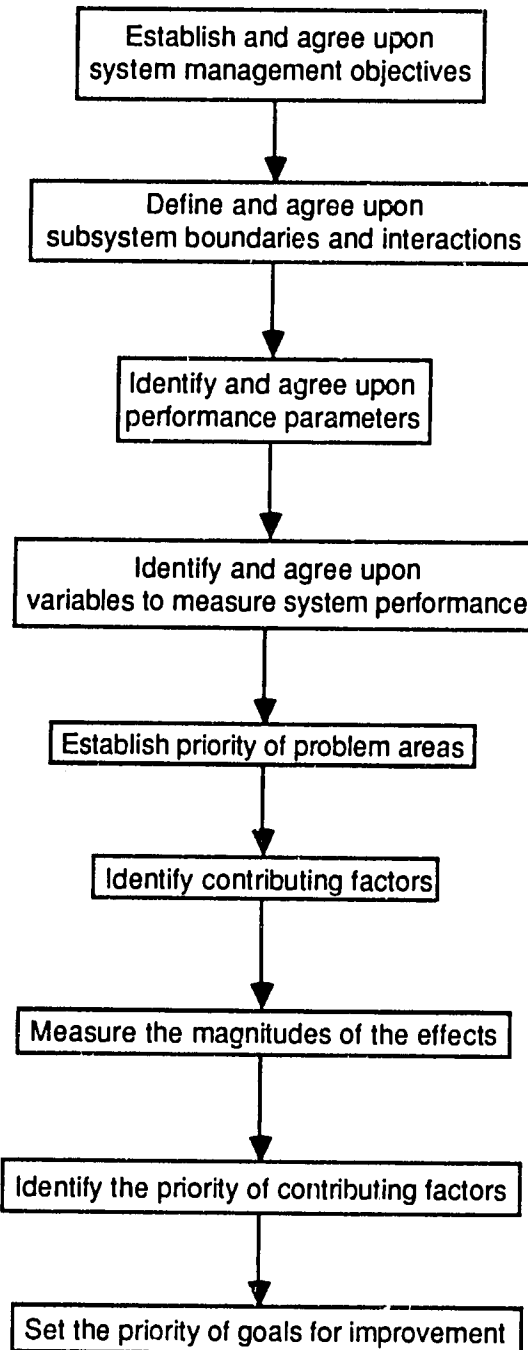 Establish and agree upon
system management objectives
Define and agree upon
subsystem boundaries and interactions
Identify and agree upon
performance parameters
Identify and agree upon
variables to measure system performance
Establish priority of problem areas
Identify contributing factors
Measure the magnitudes of the effects
Identify the priority of contributing factors
Set the priority of goals for improvement